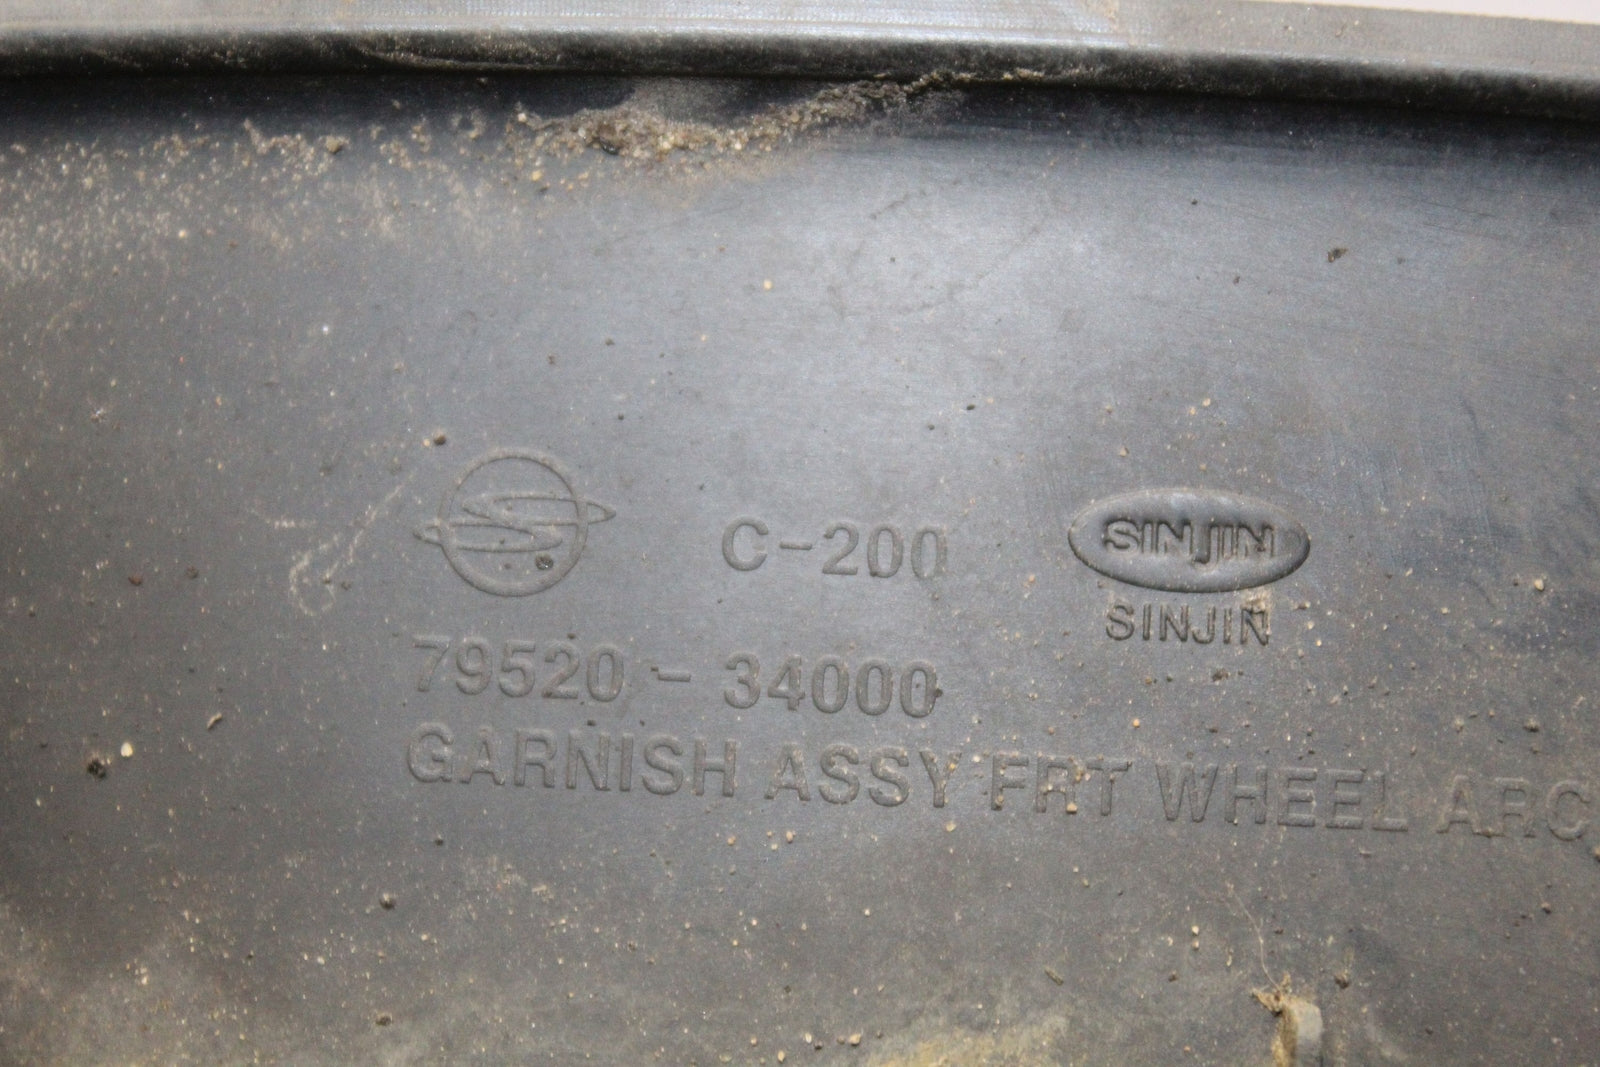 C-200
SINJIN
SINJIN
79520 - 34000
GARNISH ASSY FRT WHEEL ARC